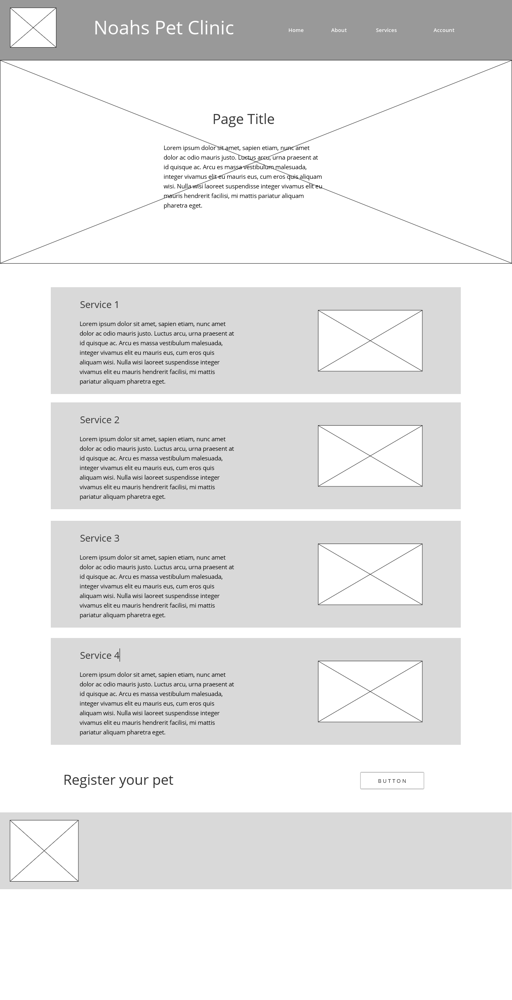 Noahs Pet Clinic
Home About Services Account
Page Title
Lorem ipsum dolor sit amet, sapien etiam, nunc amet
dolor ac odio mauris justo. Luctus arcu, urna praesent at
id quisque ac. Arcu es massa vestibulum malesuada,
integer vivamus elit eu mauris eus, cum eros quis aliquam
wisi. Nulla wisi laoreet suspendisse integer vivamus elit eu
mauris hendrerit facilisi, mi mattis pariatur aliquam
pharetra eget.
Service 1
Lorem ipsum dolor sit amet, sapien etiam, nunc amet
dolor ac odio mauris justo. Luctus arcu, urna praesent at
id quisque ac. Arcu es massa vestibulum malesuada,
integer vivamus elit eu mauris eus, cum eros quis
aliquam wisi. Nulla wisi laoreet suspendisse integer
vivamus elit eu mauris hendrerit facilisi, mi mattis
pariatur aliquam pharetra eget.
Service 2
Lorem ipsum dolor sit amet, sapien etiam, nunc amet
dolor ac odio mauris justo. Luctus arcu, urna praesent at
id quisque ac. Arcu es massa vestibulum malesuada,
integer vivamus elit eu mauris eus, cum eros quis
aliquam wisi. Nulla wisi laoreet suspendisse integer
vivamus elit eu mauris hendrerit facilisi, mi mattis
pariatur aliquam pharetra eget.
Service 3
Lorem ipsum dolor sit amet, sapien etiam, nunc amet
dolor ac odio mauris justo. Luctus arcu, urna praesent at
id quisque ac. Arcu es massa vestibulum malesuada,
integer vivamus elit eu mauris eus, cum eros quis
aliquam wisi. Nulla wisi laoreet suspendisse integer
vivamus elit eu mauris hendrerit facilisi, mi mattis
pariatur aliquam pharetra eget.
Service 4
Lorem ipsum dolor sit amet, sapien etiam, nunc amet
dolor ac odio mauris justo. Luctus arcu, urna praesent at
id quisque ac. Arcu es massa vestibulum malesuada,
integer vivamus elit eu mauris eus, cum eros quis
aliquam wisi. Nulla wisi laoreet suspendisse integer
vivamus elit eu mauris hendrerit facilisi, mi mattis
pariatur aliquam pharetra eget.
Register your pet
BUTTON